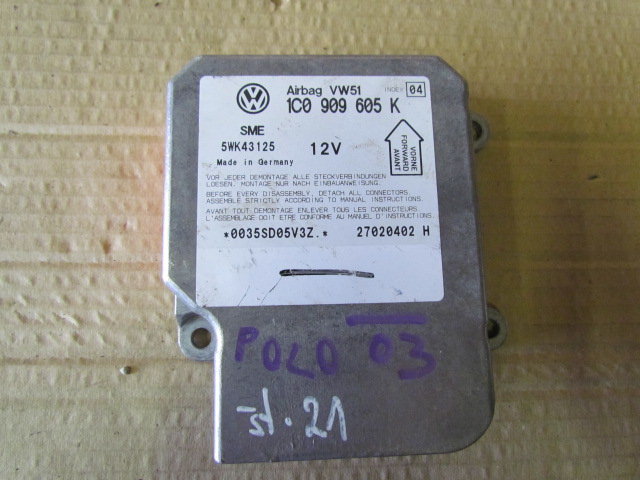 Airbag VW51 INDEX 04
1C0 909 605 K
SME
5WK43125 12V
Made in Germany
VORNE
FORWARD
AVANT
VOR JEDER DEMONTAGE ALLE STECKVERBINDUNGEN
LOESEN. MONTAGE NUR NACH EINBAUANWEISUNG.
BEFORE EVERY DISASSEMBLY, DETACH ALL CONNECTORS.
ASSEMBLE STRICTLY ACCORDING TO MANUAL INSTRUCTIONS.
AVANT TOUT DEMONTAGE ENLEVER TOUS LES CONNECTEURS.
L'ASSEMBLAGE DOIT ETRE CONFORME AU MANUEL D'INSTRUCTIONS.
*0035SD05V3Z.* 27020402 H
POLO 03
st. 21